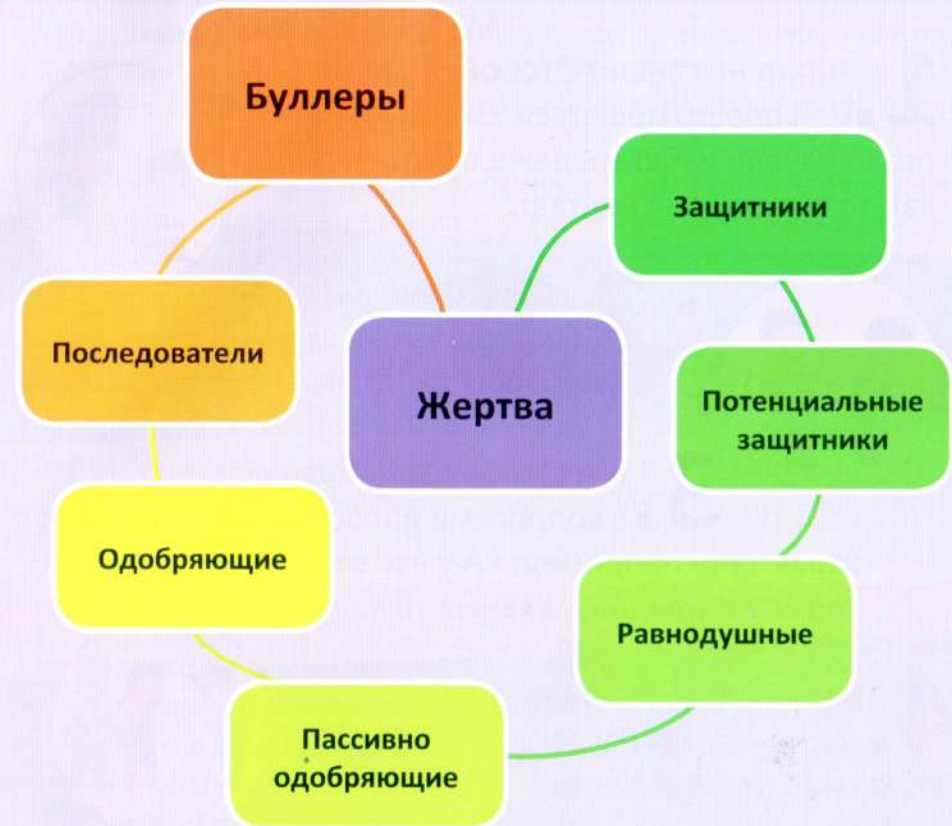 Буллеры
Защитники
Последователи
Жертва
Потенциальные
защитники
Одобряющие
Равнодушные
Пассивно
одобряющие